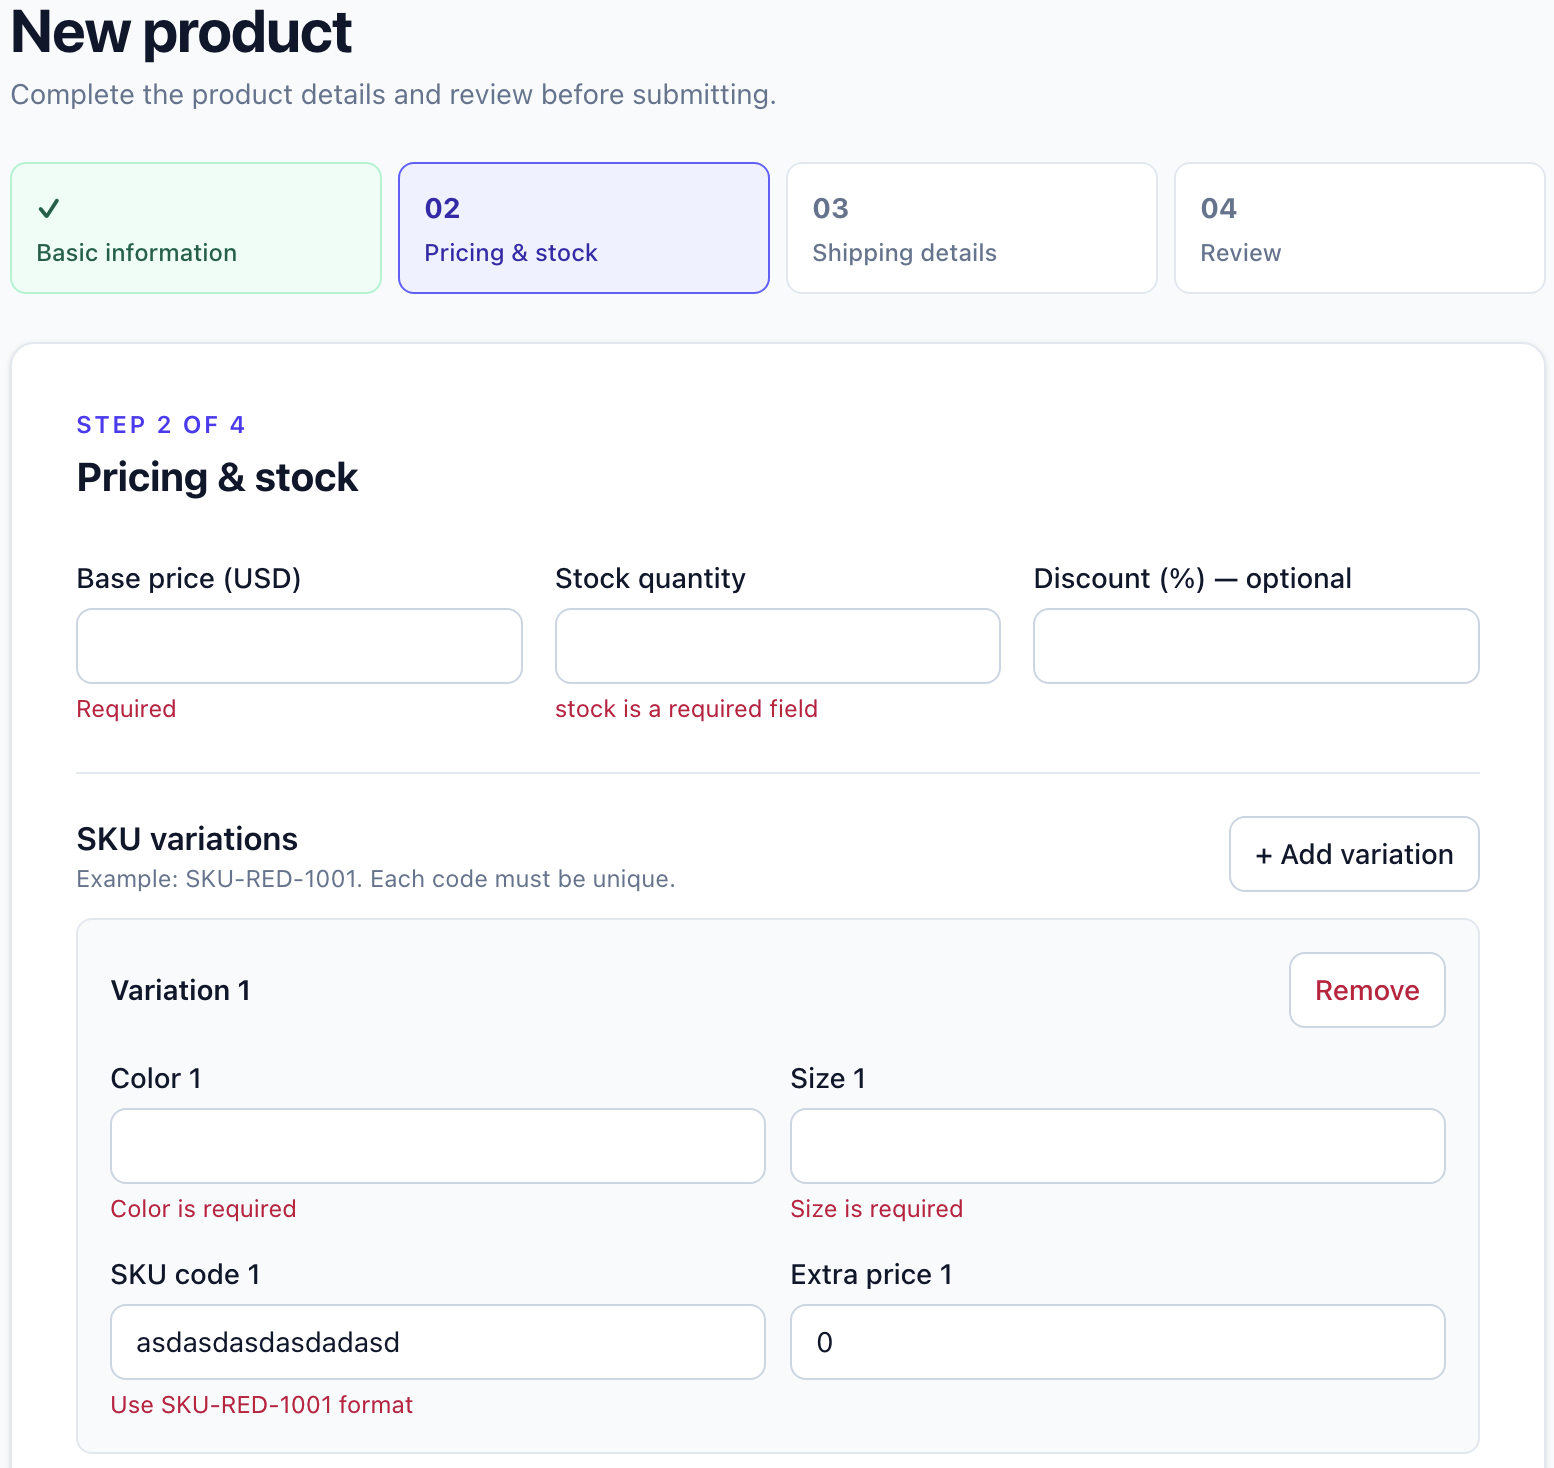 New product
Complete the product details and review before submitting.
✓
Basic information
02
Pricing & stock
03
Shipping details
04
Review
STEP 2 OF 4
Pricing & stock
Base price (USD)
Stock quantity
Discount (%) — optional
Required
stock is a required field
SKU variations
Example: SKU-RED-1001. Each code must be unique.
+ Add variation
Variation 1
Remove
Color 1
Size 1
Color is required
Size is required
SKU code 1
Extra price 1
asdasdasdasdadasd
0
Use SKU-RED-1001 format